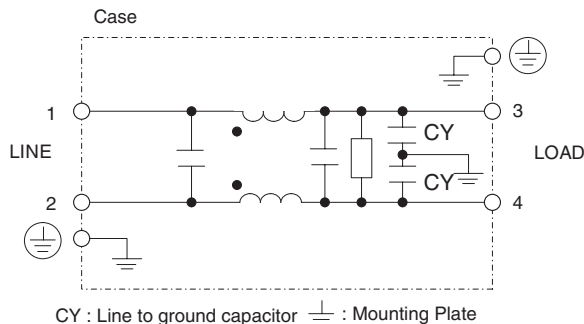 Case
1
3
LINE
CY
LOAD
CY
2
4
CY : Line to ground capacitor ⏚ : Mounting Plate